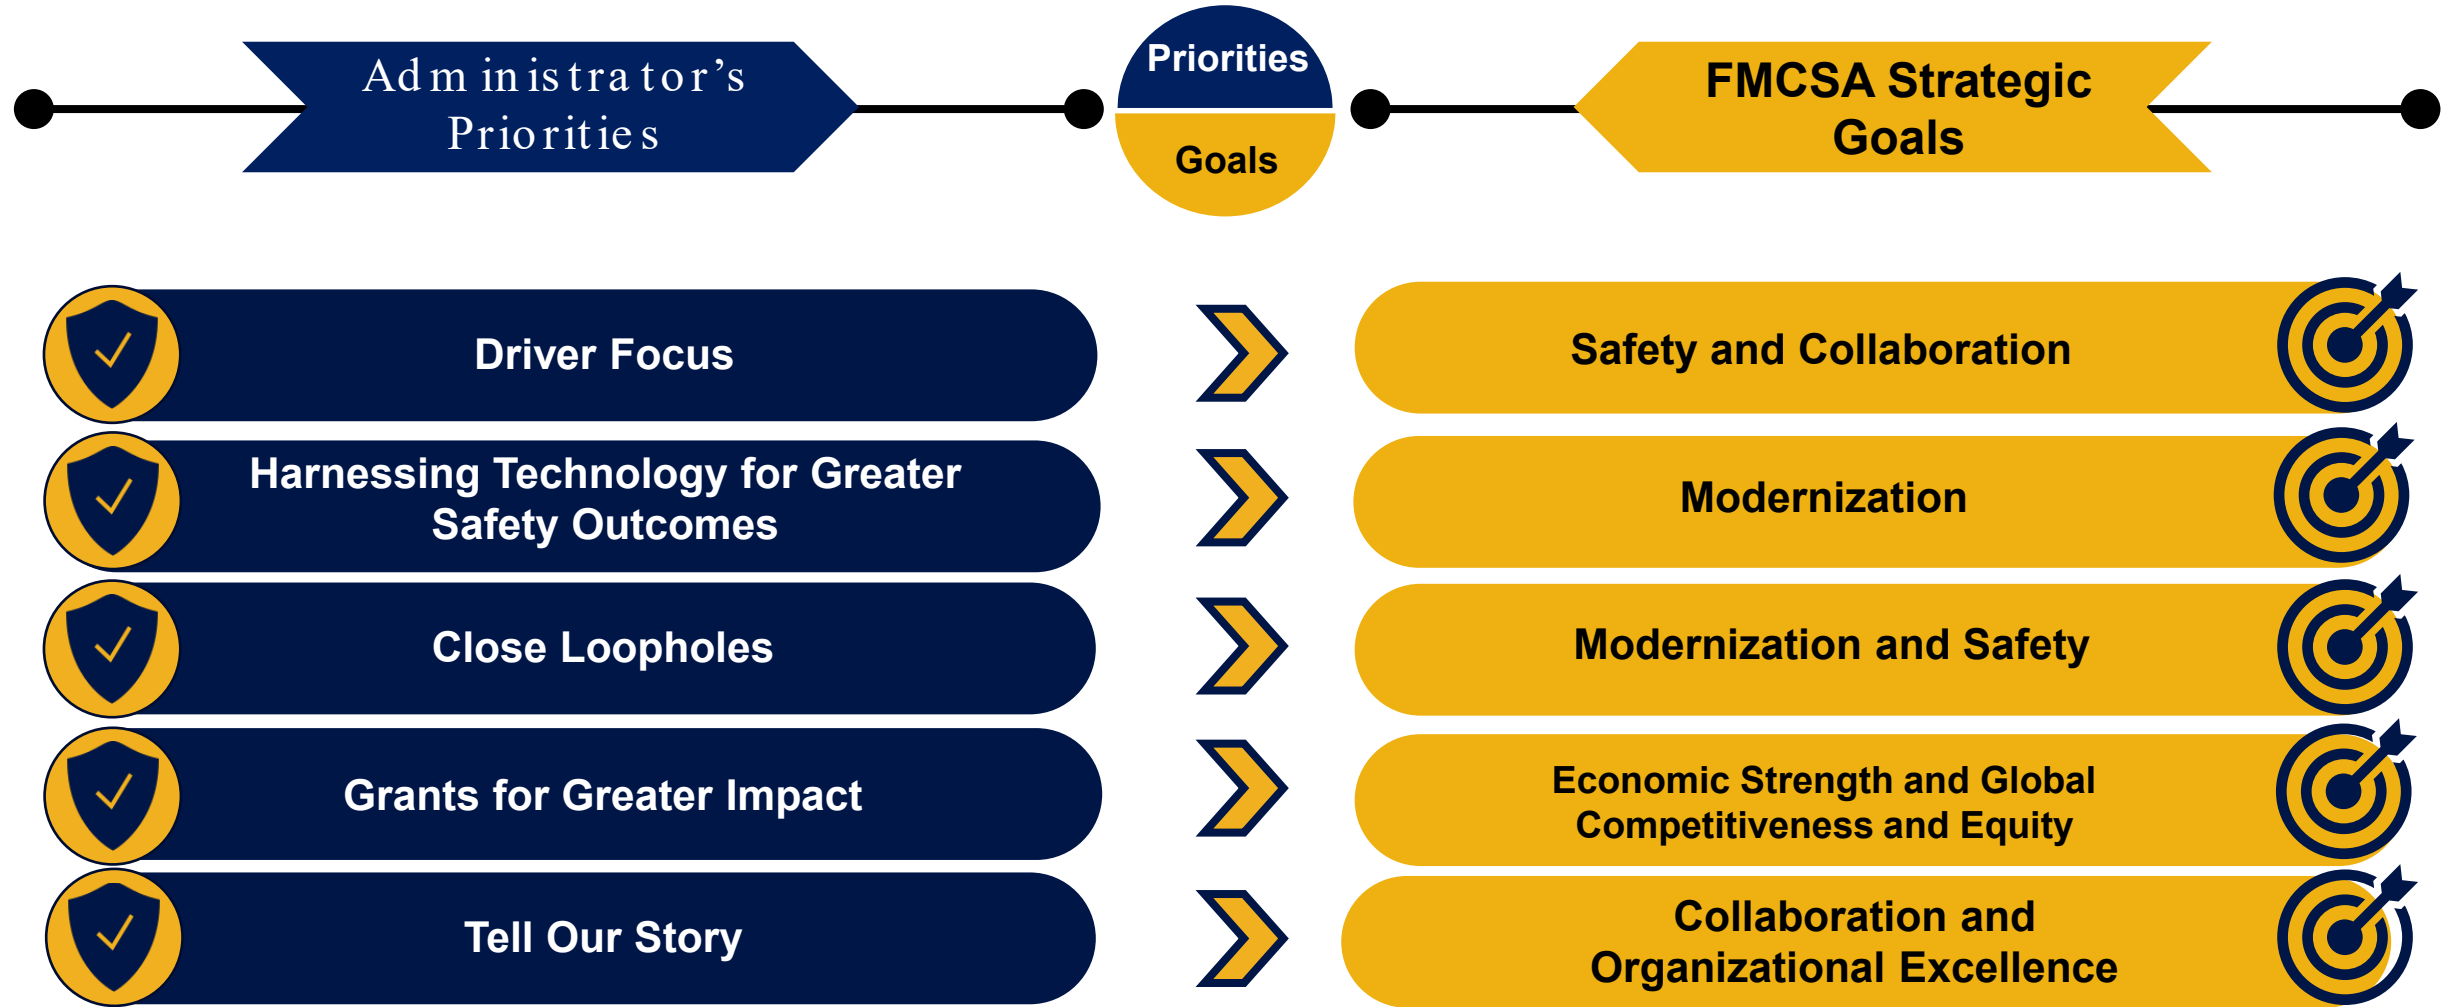 Administrator's
Priorities
Priorities
Goals
FMCSA Strategic
Goals
Driver Focus
Safety and Collaboration
Harnessing Technology for Greater
Safety Outcomes
Modernization
Close Loopholes
Modernization and Safety
Grants for Greater Impact
Economic Strength and Global
Competitiveness and Equity
Tell Our Story
Collaboration and
Organizational Excellence